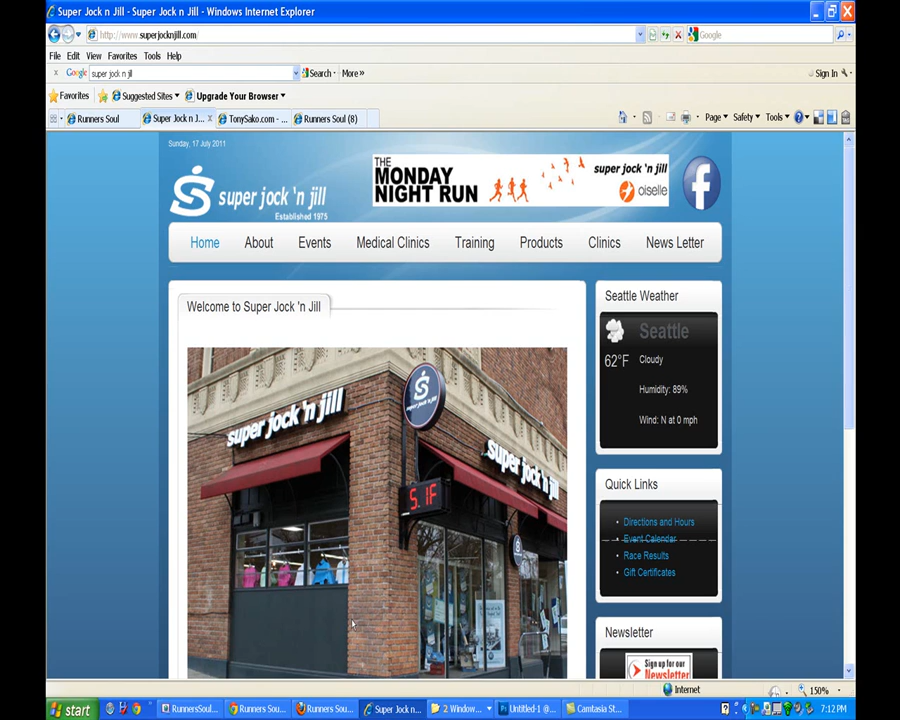 Super Jock n Jill - Super Jock n Jill - Windows Internet Explorer
http://www.superjocknjill.com/
Google
File Edit View Favorites Tools Help
x Google super jock n jill Search More »
Sign In
Favorites Suggested Sites Upgrade Your Browser
Runners Soul
Super Jock n J... x
TonySako.com - ...
Runners Soul (8)
Page Safety Tools
Sunday, 17 July 2011
super jock 'n jill
Established 1975
THE
MONDAY
NIGHT RUN
super jock 'n jill
oiselle
f
Home About Events Medical Clinics Training Products Clinics News Letter
Welcome to Super Jock 'n Jill
super jock 'n jill
super jock 'n jill
super jock 'n jill
51F
Seattle Weather
Seattle
62°F
Cloudy
Humidity: 89%
Wind: N at 0 mph
Quick Links
• Directions and Hours
• Event Calendar
• Race Results
• Gift Certificates
Newsletter
Sign up for our
Newsletter
Internet
150%
start
RunnersSoul...
Runners Sou...
Runners Sou...
Super Jock n...
2 Window...
Untitled-1 @...
Camtasia St...
7:12 PM